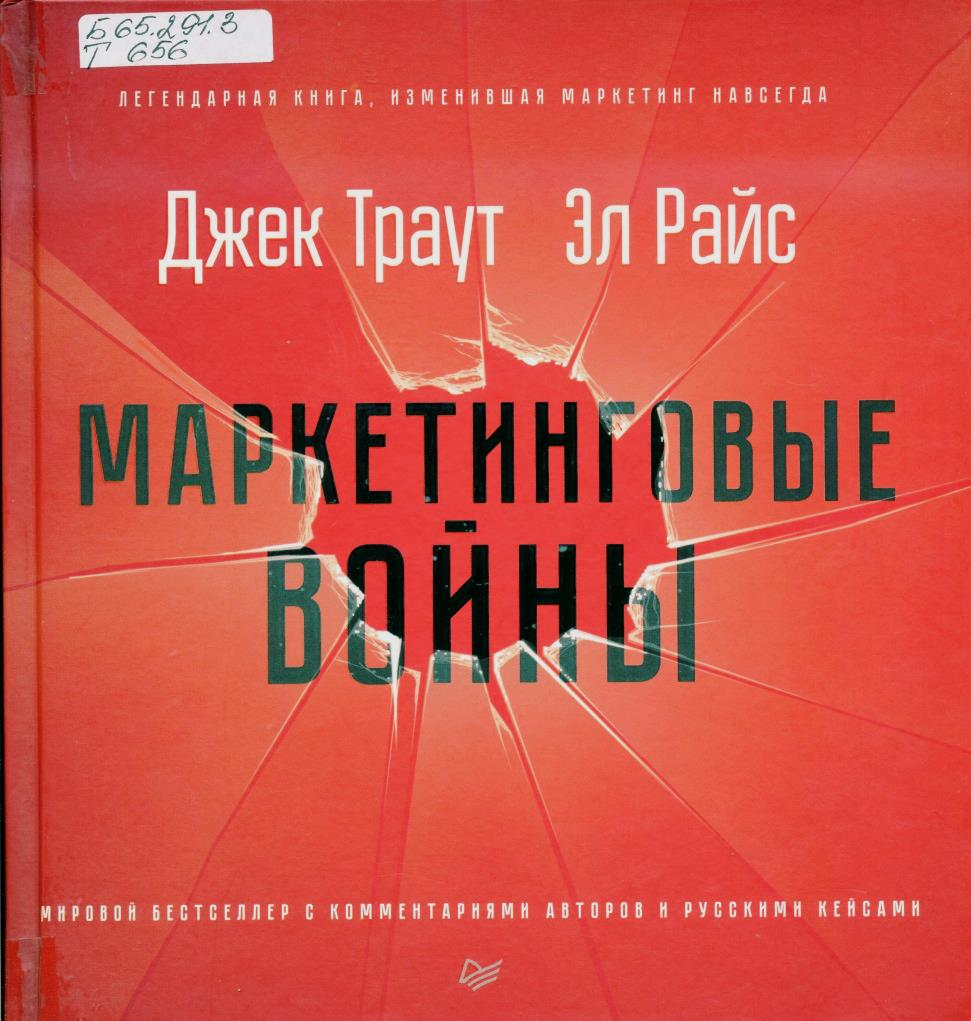 Б 65.291.3
Т 656
ЛЕГЕНДАРНАЯ КНИГА, ИЗМЕНИВШАЯ МАРКЕТИНГ НАВСЕГДА
Джек Траут Эл Райс
МАРКЕТИНГОВЫЕ
ВОЙНЫ
МИРОВОЙ БЕСТСЕЛЛЕР С КОММЕНТАРИЯМИ АВТОРОВ И РУССКИМИ КЕЙСАМИ